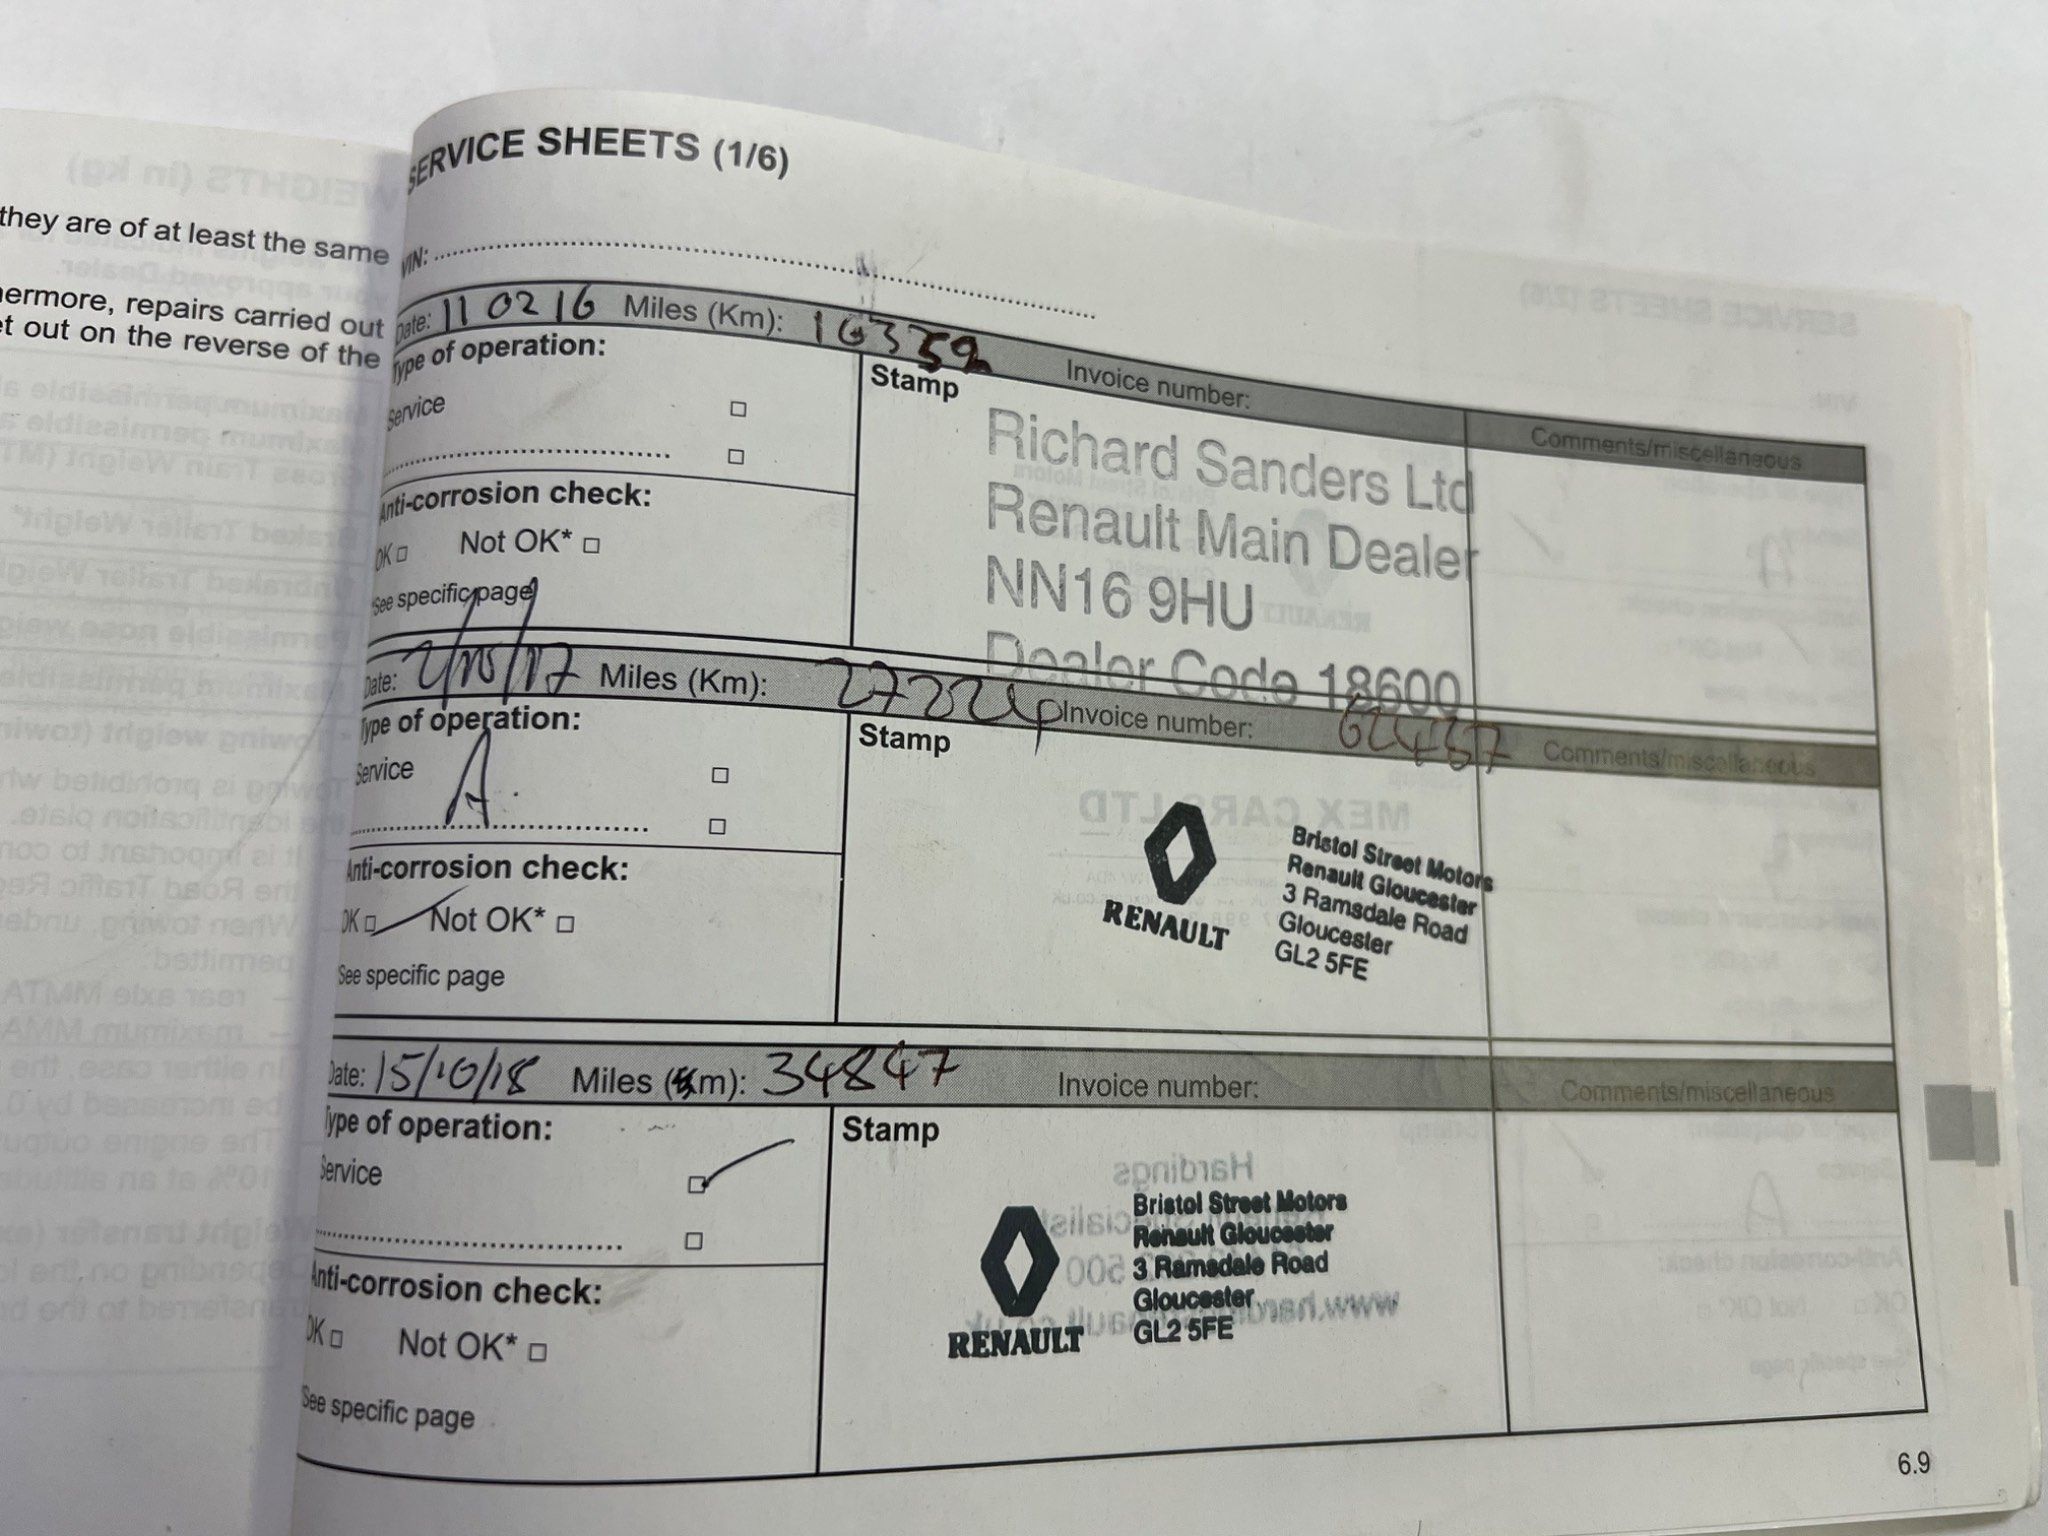 they are of at least the same
hermore, repairs carried out
et out on the reverse of the
SERVICE SHEETS (1/6)
VIN:
Date: 11 02 16 Miles (Km): Invoice number: Comments/miscellaneous
Type of operation:
Service □
□
Anti-corrosion check:
OK □ Not OK* □
*See specific page
Stamp
Richard Sanders Ltd
Renault Main Dealer
NN16 9HU
Dealer Code 18600
Date: 2/10/17 Miles (Km): 27224 Invoice number: Comments/miscellaneous
Type of operation:
Service □
A □
Anti-corrosion check:
OK □ Not OK* □
*See specific page
Stamp
RENAULT
Bristol Street Motors
Renault Gloucester
3 Ramsdale Road
Gloucester
GL2 5FE
Date: 15/10/18 Miles (Km): 34847 Invoice number: Comments/miscellaneous
Type of operation:
Service □
□
Anti-corrosion check:
OK □ Not OK* □
*See specific page
Stamp
RENAULT
Bristol Street Motors
Renault Gloucester
3 Ramsdale Road
Gloucester
GL2 5FE
6.9